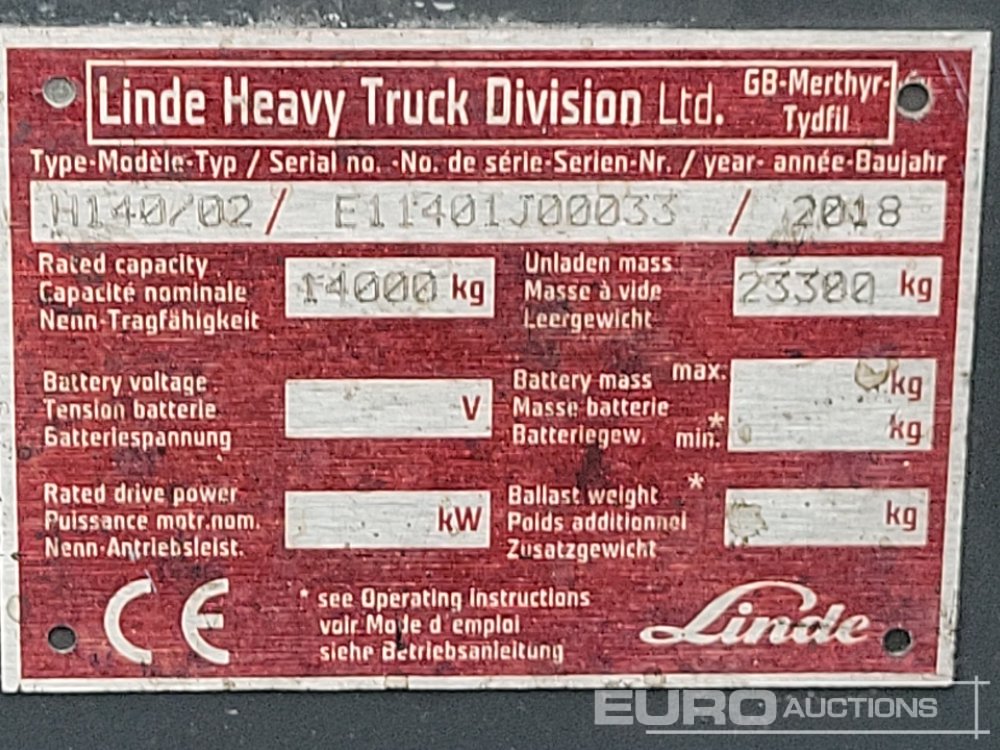 Linde Heavy Truck Division Ltd. GB-Merthyr-Tydfil
Type-Modèle-Typ / Serial no. -No. de série-Serien-Nr. / year- année-Baujahr
H140/02 / E11401J00033 / 2018
Rated capacity
Capacité nominale
Nenn-Tragfähigkeit
14000 kg
Unladen mass
Masse à vide
Leergewicht
23300 kg
Battery voltage
Tension batterie
Batteriespannung
V
Battery mass max. kg
Masse batterie
Batteriegew. min.* kg
Rated drive power
Puissance motr.nom.
Nenn-Antriebsleist.
kW
Ballast weight *
Poids additionnel
Zusatzgewicht
kg
CE
* see Operating instructions
voir Mode d emploi
siehe Betriebsanleitung
Linde
EURO AUCTIONS